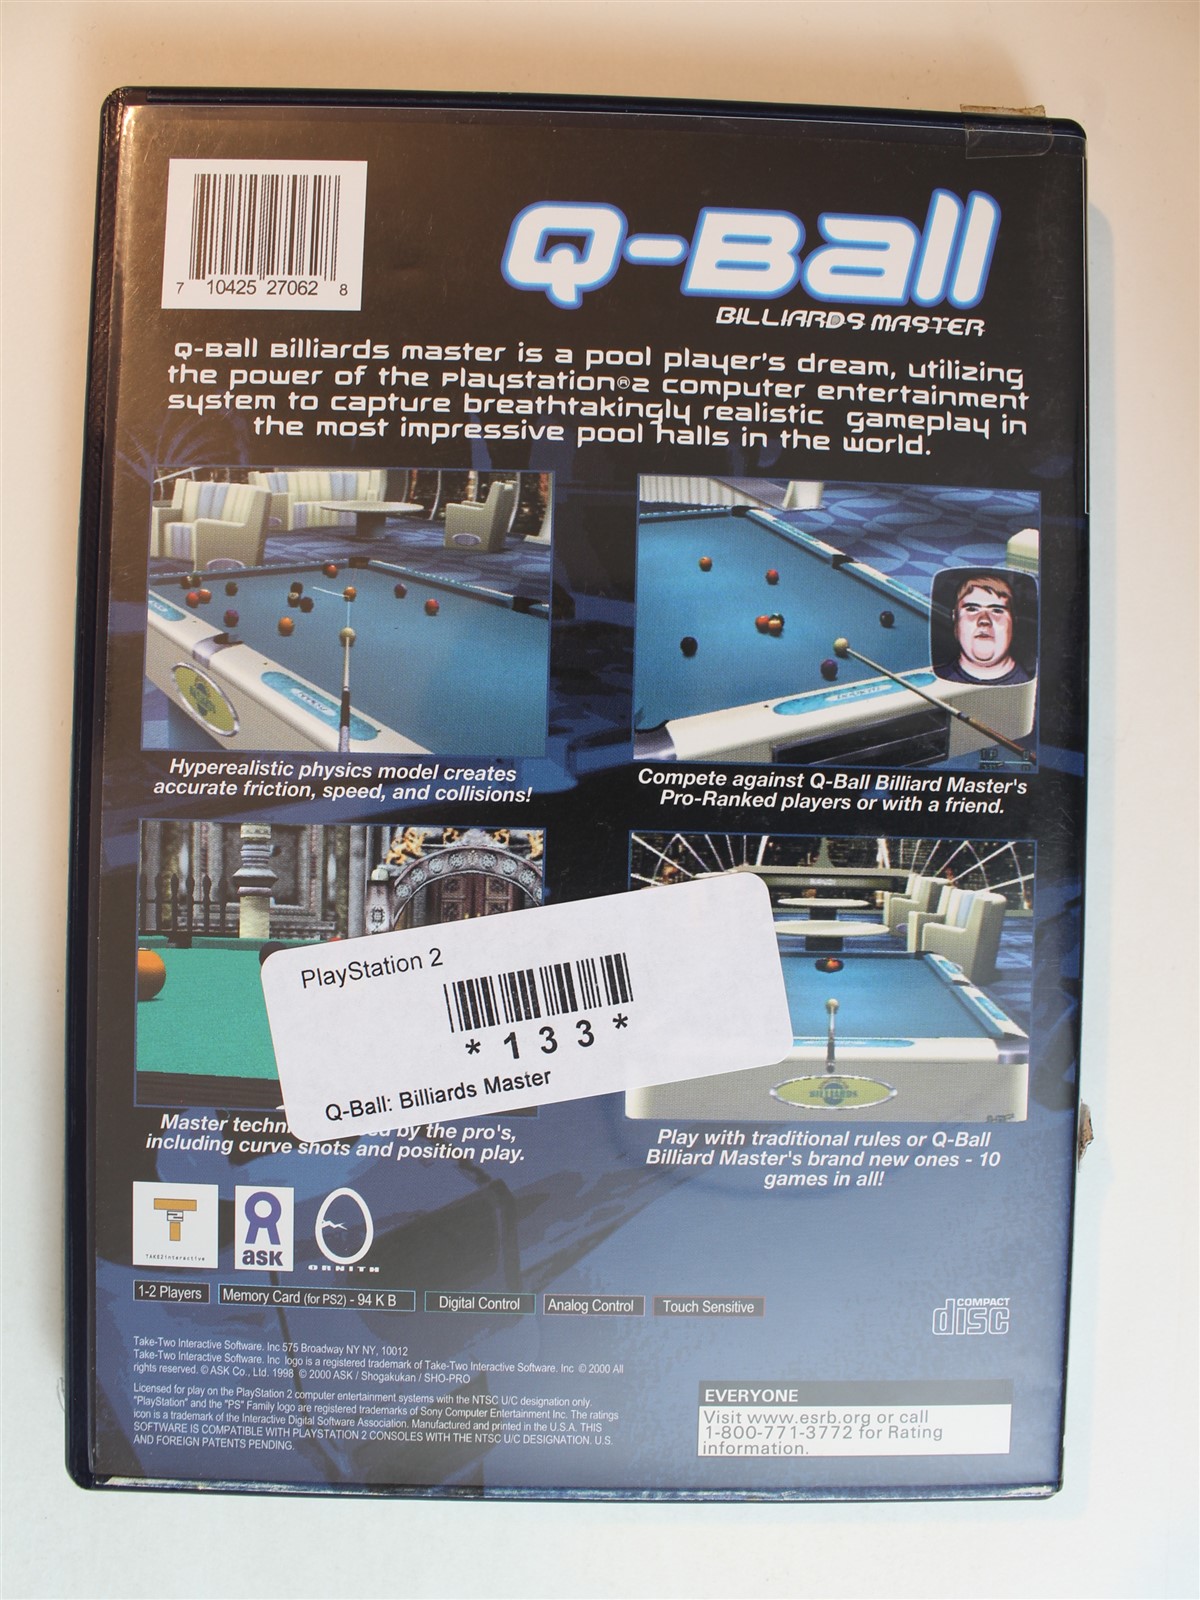 7 10425 27062 8
Q-Ball
BILLIARDS MASTER
Q-Ball Billiards master is a pool player's dream, utilizing
the power of the Playstation®2 computer entertainment
system to capture breathtakingly realistic gameplay in
the most impressive pool halls in the world.
Hyperealistic physics model creates
accurate friction, speed, and collisions!
Compete against Q-Ball Billiard Master's
Pro-Ranked players or with a friend.
PlayStation 2
* 1 3 3 *
Q-Ball: Billiards Master
BILLIARDS
Master by the pro's,
including curve shots and position play.
Play with traditional rules or Q-Ball
Billiard Master's brand new ones - 10
games in all!
T2
TAKE2Interactive
ASK
ORNITH
1-2 Players
Memory Card (for PS2) - 94 K B
Digital Control
Analog Control
Touch Sensitive
COMPACT
disc
Take-Two Interactive Software. Inc 575 Broadway NY NY, 10012
Take-Two Interactive Software. Inc logo is a registered trademark of Take-Two Interactive Software. Inc © 2000 All
rights reserved. © ASK Co., Ltd. 1998 © 2000 ASK / Shogakukan / SHO-PRO
Licensed for play on the PlayStation 2 computer entertainment systems with the NTSC U/C designation only.
"PlayStation" and the "PS" Family logo are registered trademarks of Sony Computer Entertainment Inc. The ratings
icon is a trademark of the Interactive Digital Software Association. Manufactured and printed in the U.S.A. THIS
SOFTWARE IS COMPATIBLE WITH PLAYSTATION 2 CONSOLES WITH THE NTSC U/C DESIGNATION. U.S.
AND FOREIGN PATENTS PENDING.
EVERYONE
Visit www.esrb.org or call
1-800-771-3772 for Rating
information.